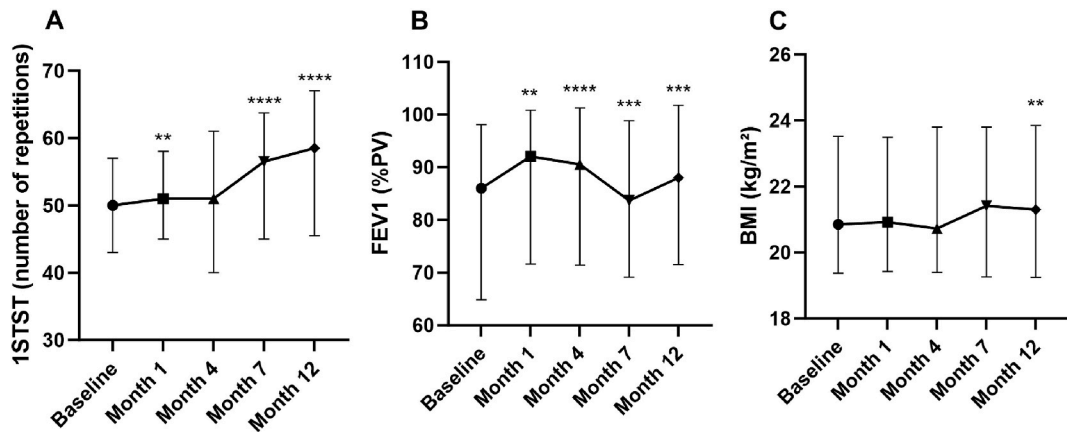 A
1STST (number of repetitions)
70
60
50
40
30
**
****
****
Baseline
Month 1
Month 4
Month 7
Month 12
B
FEV1 (%PV)
110
100
90
80
70
60
**
****
***
***
Baseline
Month 1
Month 4
Month 7
Month 12
C
BMI (kg/m²)
26
24
22
20
18
**
Baseline
Month 1
Month 4
Month 7
Month 12